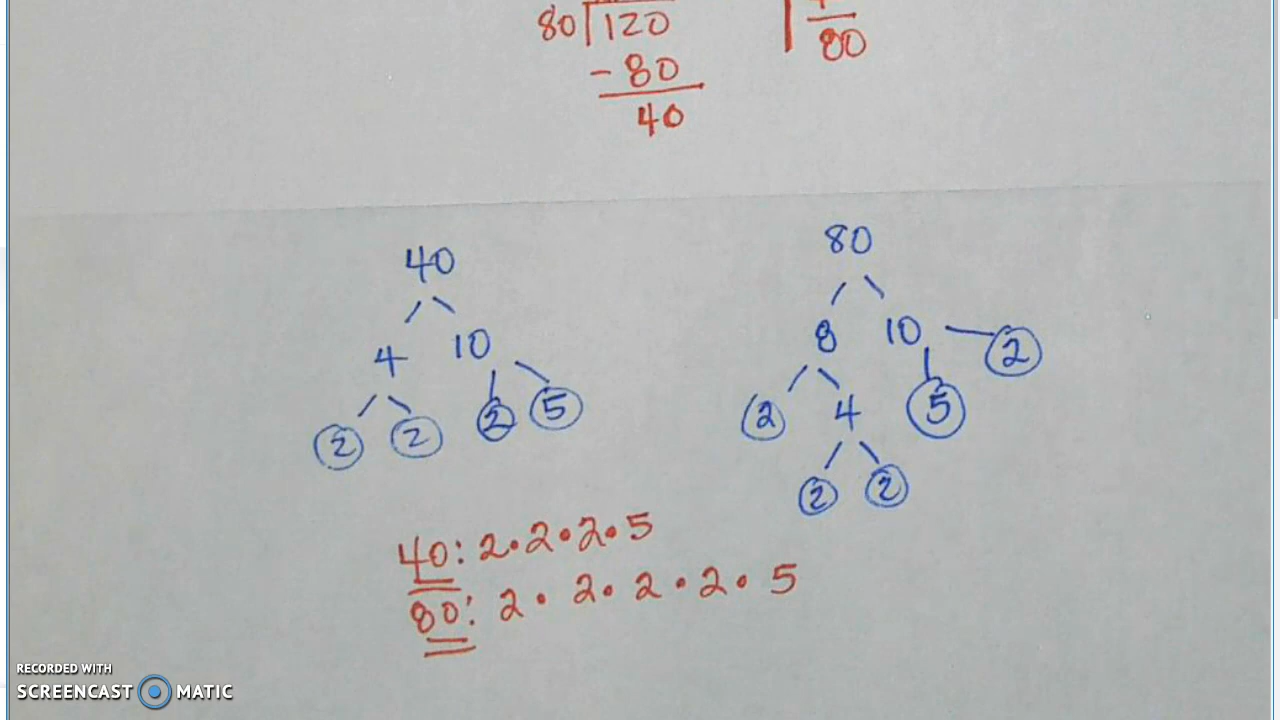 80 120
- 80 80
40
40 80
4 10 8 10 2
2 2 2 5 2 4 5
2 2
40: 2·2·2·5
80: 2·2·2·2·5
RECORDED WITH
SCREENCAST MATIC